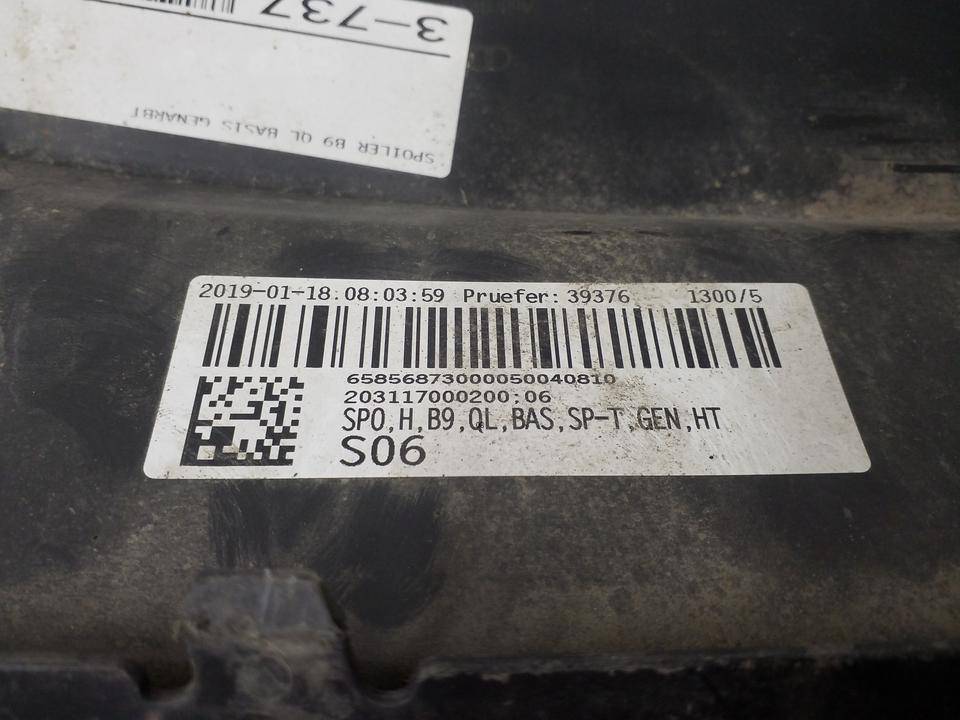 3-737
SPOILER B9 QL BASIS GENARBT
2019-01-18 08:03:59 Pruefer: 39376 1300/5
65856873000050040810
203117000200;06
SPO,H,B9,QL,BAS,SP-T,GEN,HT
S06